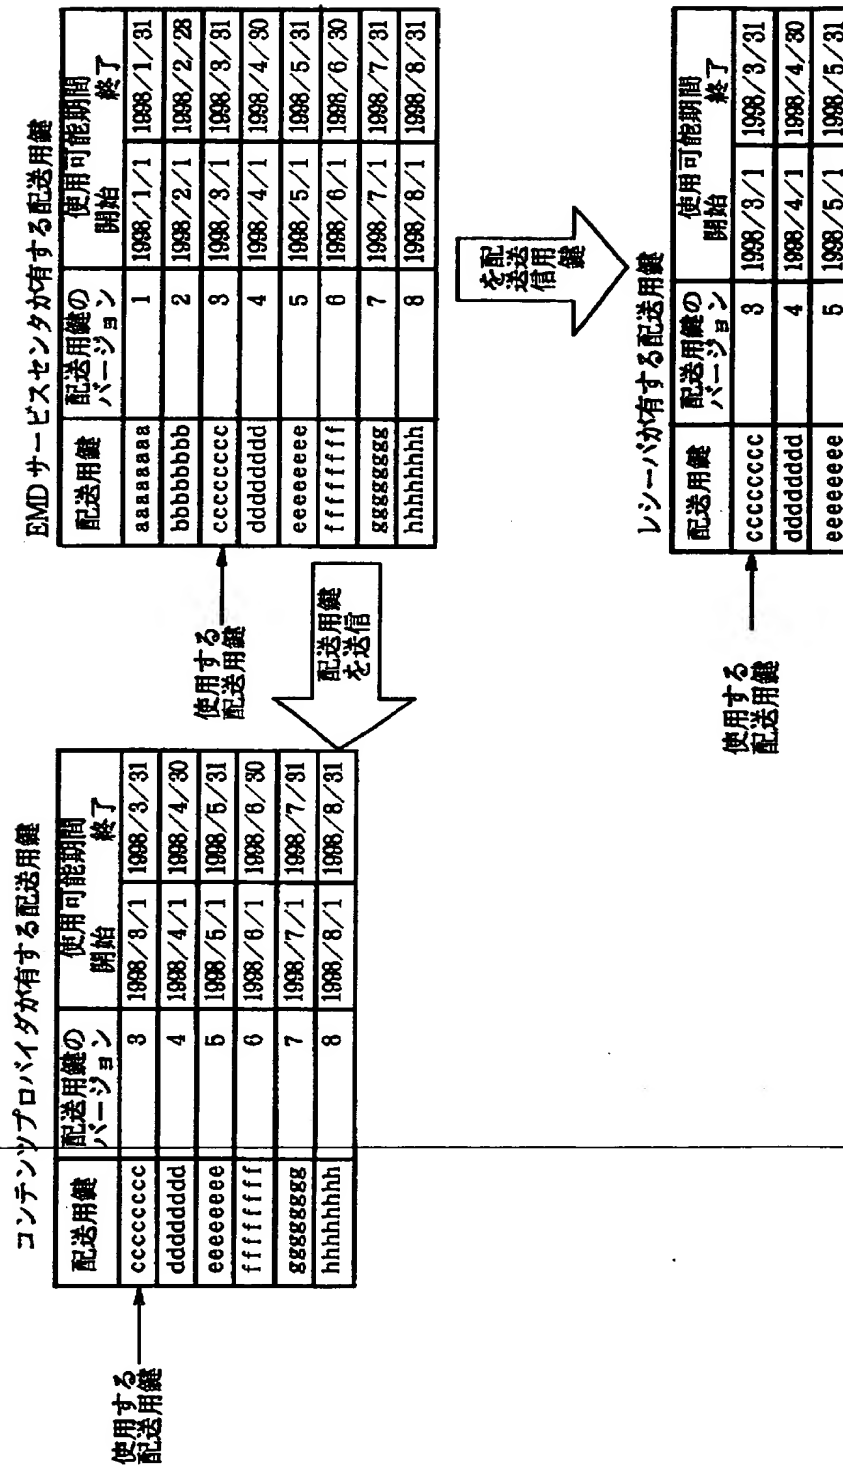 EMD サービスセンタが有する配送用鍵
配送用鍵 配送用鍵の バージョン 使用可能期間 開始 終了
aaaaaaaa 1 1998/1/1 1998/1/31
bbbbbbbb 2 1998/2/1 1998/2/28
cccccccc 3 1998/3/1 1998/3/31
dddddddd 4 1998/4/1 1998/4/30
eeeeeeee 5 1998/5/1 1998/5/31
ffffffff 6 1998/6/1 1998/6/30
gggggggg 7 1998/7/1 1998/7/31
hhhhhhhh 8 1998/8/1 1998/8/31
使用する
配送用鍵
配送用鍵
を送信
配送用鍵
を送信
コンテンツプロバイダが有する配送用鍵
配送用鍵 配送用鍵の バージョン 使用可能期間 開始 終了
cccccccc 3 1998/3/1 1998/3/31
dddddddd 4 1998/4/1 1998/4/30
eeeeeeee 5 1998/5/1 1998/5/31
ffffffff 6 1998/6/1 1998/6/30
gggggggg 7 1998/7/1 1998/7/31
hhhhhhhh 8 1998/8/1 1998/8/31
使用する
配送用鍵
レシーバが有する配送用鍵
配送用鍵 配送用鍵の バージョン 使用可能期間 開始 終了
cccccccc 3 1998/3/1 1998/3/31
dddddddd 4 1998/4/1 1998/4/30
eeeeeeee 5 1998/5/1 1998/5/31
使用する
配送用鍵